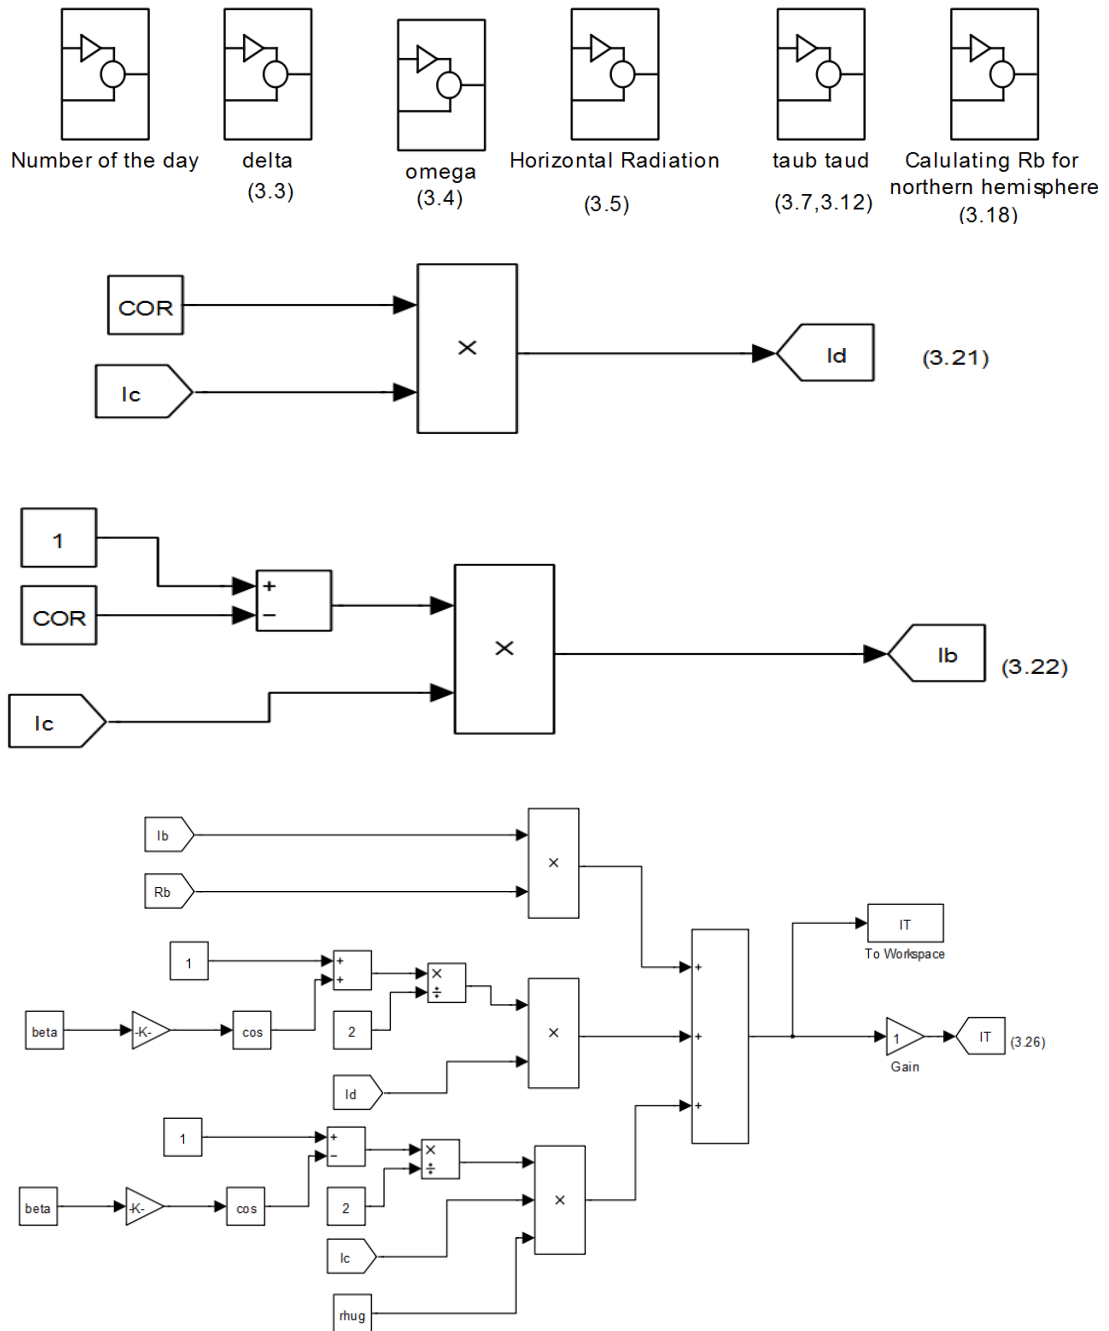 Number of the day
delta
(3.3)
omega
(3.4)
Horizontal Radiation
(3.5)
taub taud
(3.7,3.12)
Calulating Rb for
northern hemisphere
(3.18)
COR
Ic
×
Id
(3.21)
1
COR
+
−
Ic
×
Ib
(3.22)
Ib
Rb
×
1
+
+
beta
-K-
cos
×
÷
2
Id
×
1
+
−
beta
-K-
cos
×
÷
2
Ic
rhug
×
+
+
+
IT
To Workspace
1
Gain
IT
(3.26)